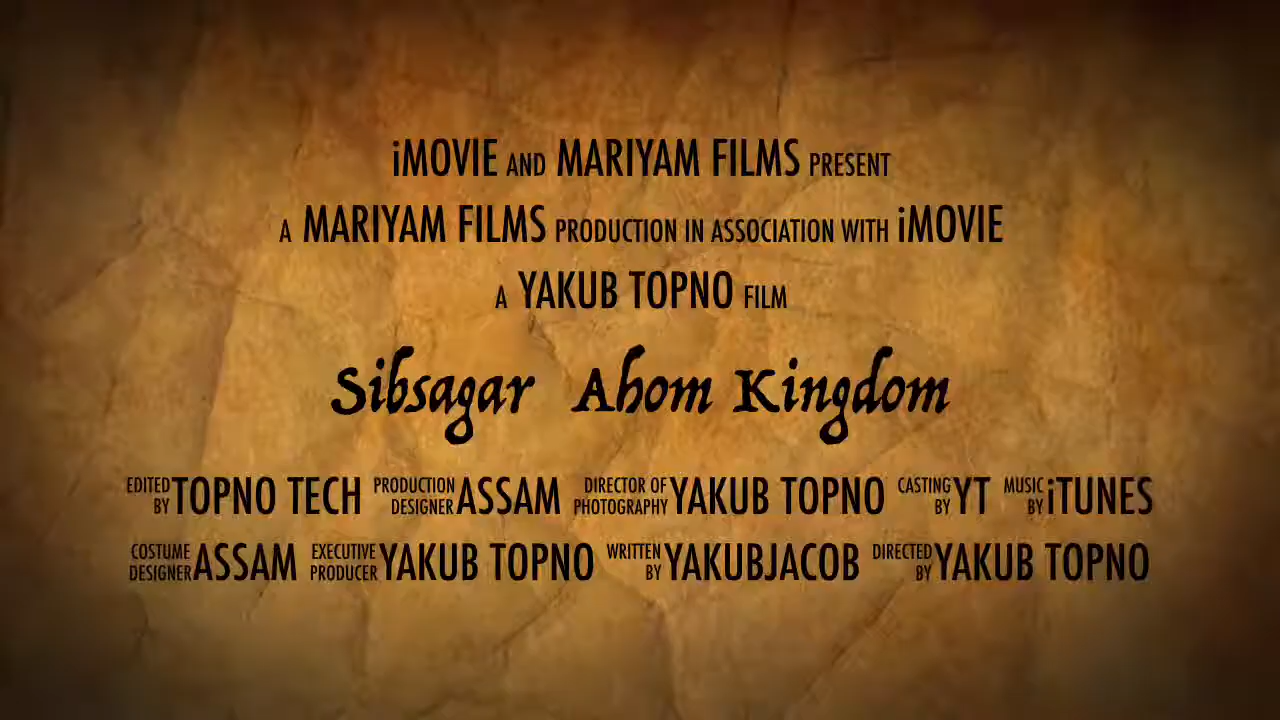 iMOVIE AND MARIYAM FILMS PRESENT
A MARIYAM FILMS PRODUCTION IN ASSOCIATION WITH iMOVIE
A YAKUB TOPNO FILM
Sibsagar Ahom Kingdom
EDITED BY TOPNO TECH PRODUCTION DESIGNER ASSAM DIRECTOR OF PHOTOGRAPHY YAKUB TOPNO CASTING BY YT MUSIC BY iTUNES
COSTUME DESIGNER ASSAM EXECUTIVE PRODUCER YAKUB TOPNO WRITTEN BY YAKUBJACOB DIRECTED BY YAKUB TOPNO